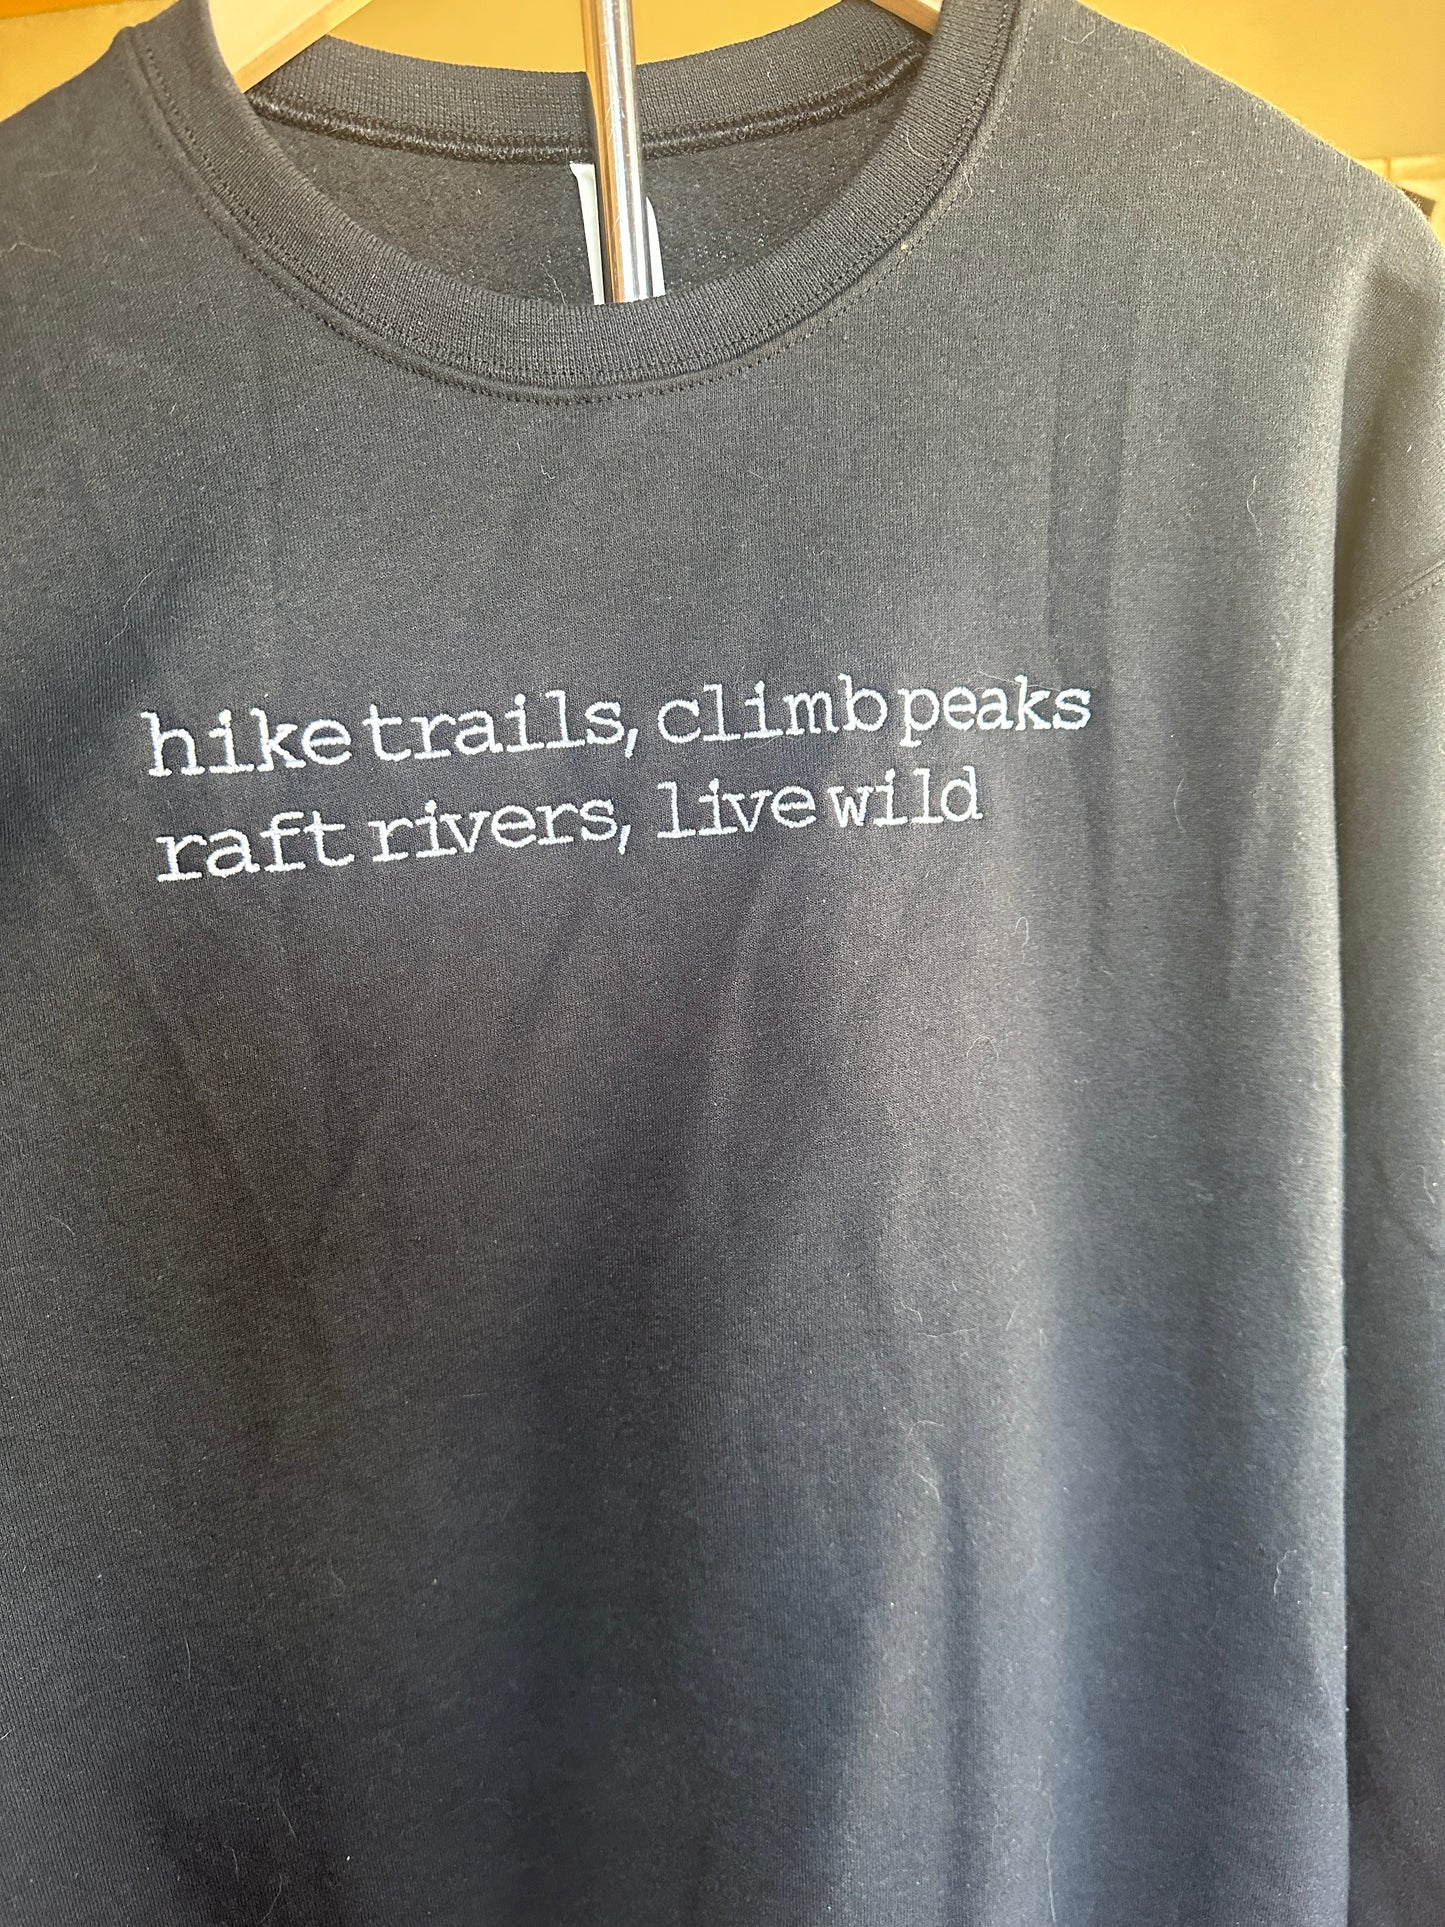 hike trails, climb peaks
raft rivers, live wild